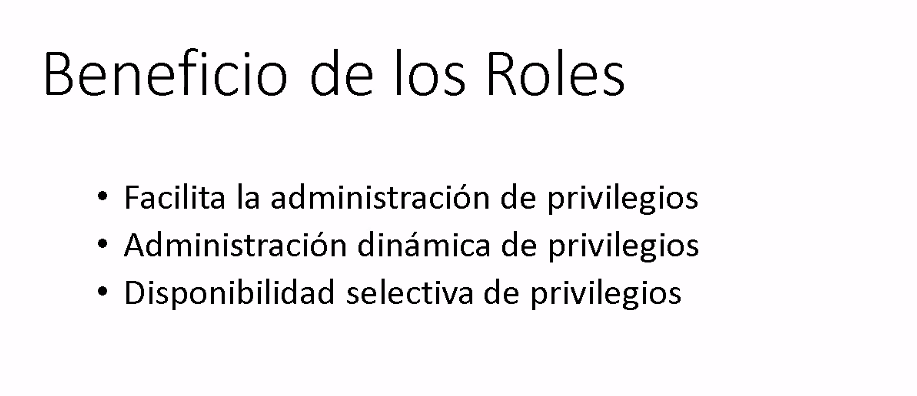 Beneficio de los Roles
• Facilita la administración de privilegios
• Administración dinámica de privilegios
• Disponibilidad selectiva de privilegios